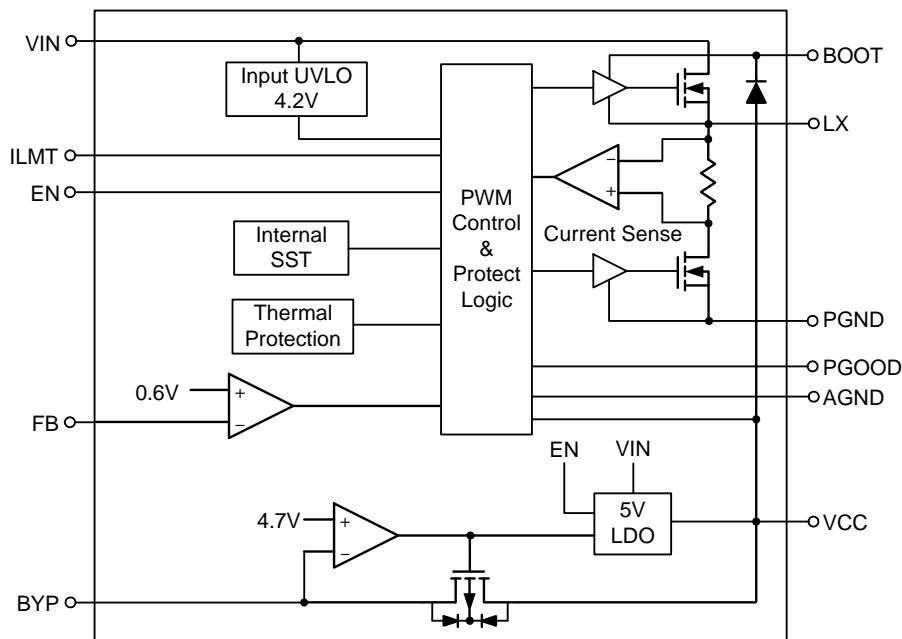 VIN
BOOT
Input UVLO
4.2V
LX
ILMT
EN
PWM
Control
&
Protect
Logic
−
+
Current Sense
Internal
SST
Thermal
Protection
PGND
PGOOD
AGND
0.6V
+
−
FB
EN
VIN
5V
LDO
VCC
4.7V
+
−
BYP